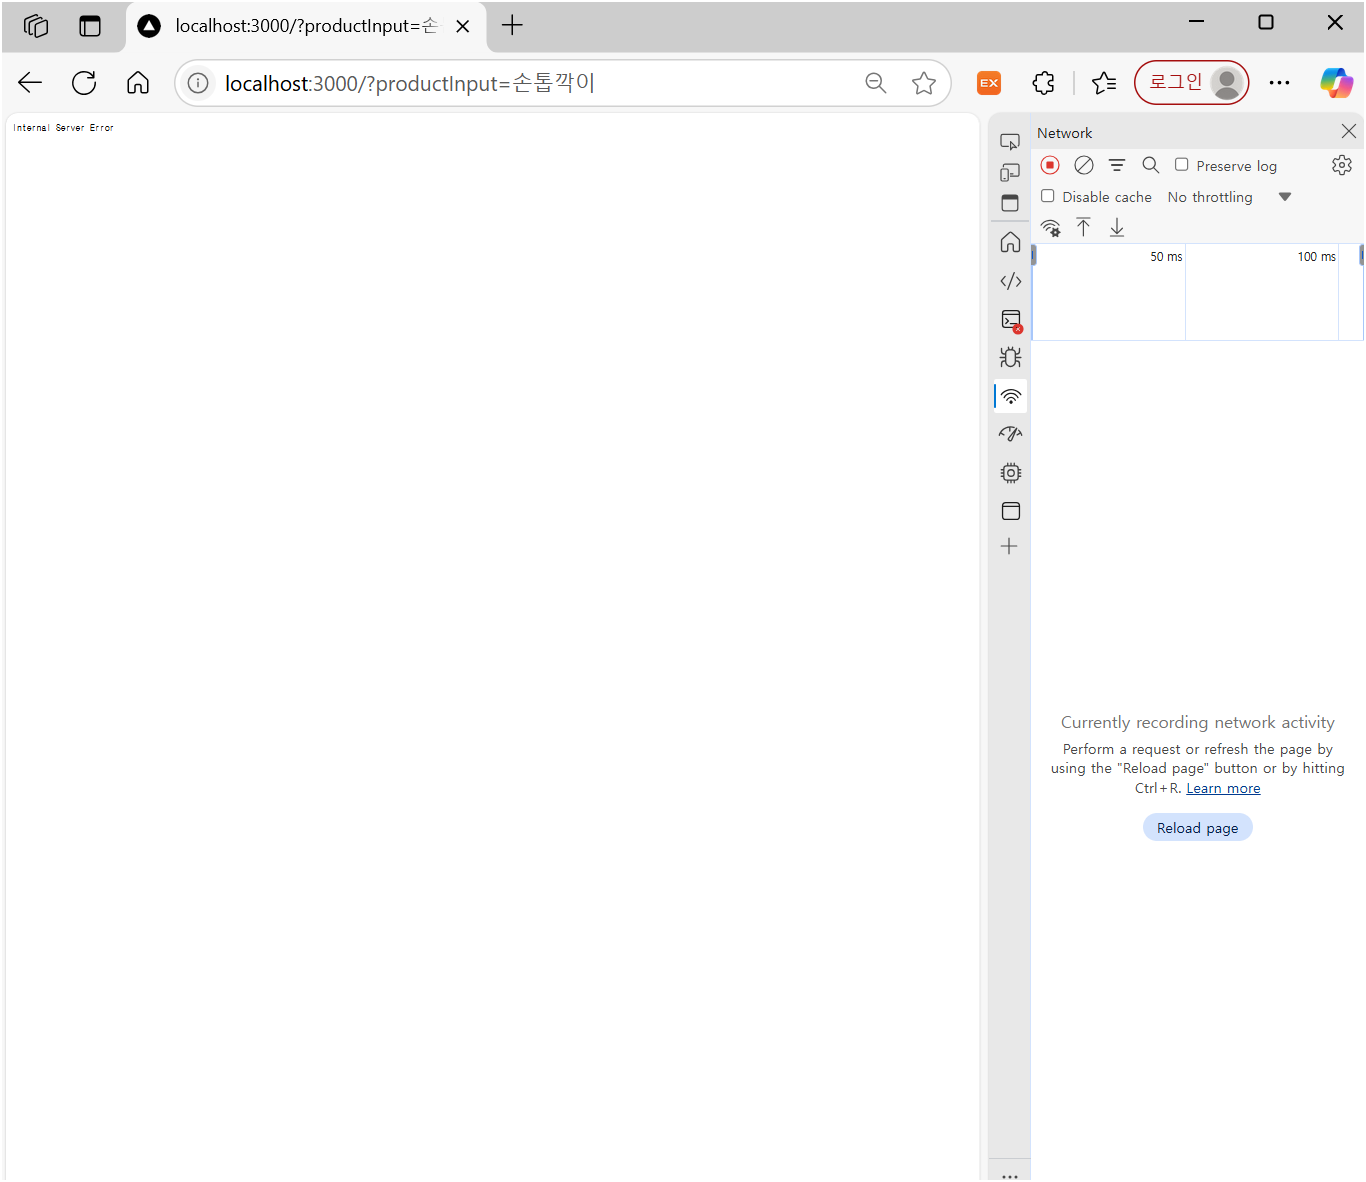 localhost:3000/?productInput=손
localhost:3000/?productInput=손톱깍이
EX
로그인
Internal Server Error
Network
Preserve log
Disable cache
No throttling
50 ms
100 ms
Currently recording network activity
Perform a request or refresh the page by
using the "Reload page" button or by hitting
Ctrl+R. Learn more
Reload page